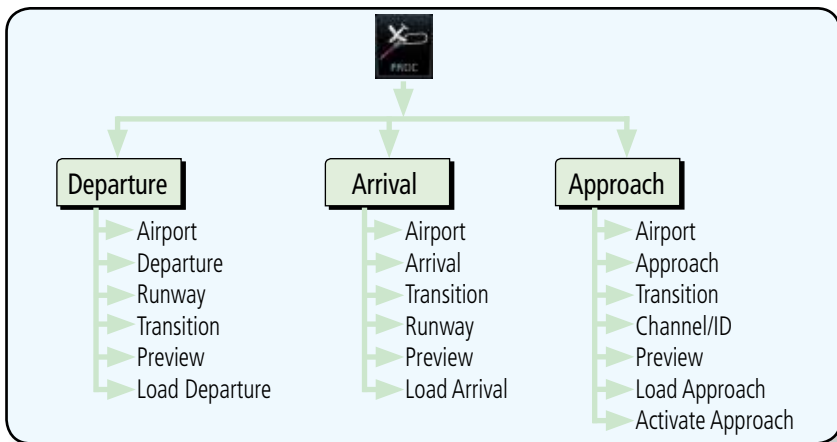 PROC
Departure
Airport
Departure
Runway
Transition
Preview
Load Departure
Arrival
Airport
Arrival
Transition
Runway
Preview
Load Arrival
Approach
Airport
Approach
Transition
Channel/ID
Preview
Load Approach
Activate Approach